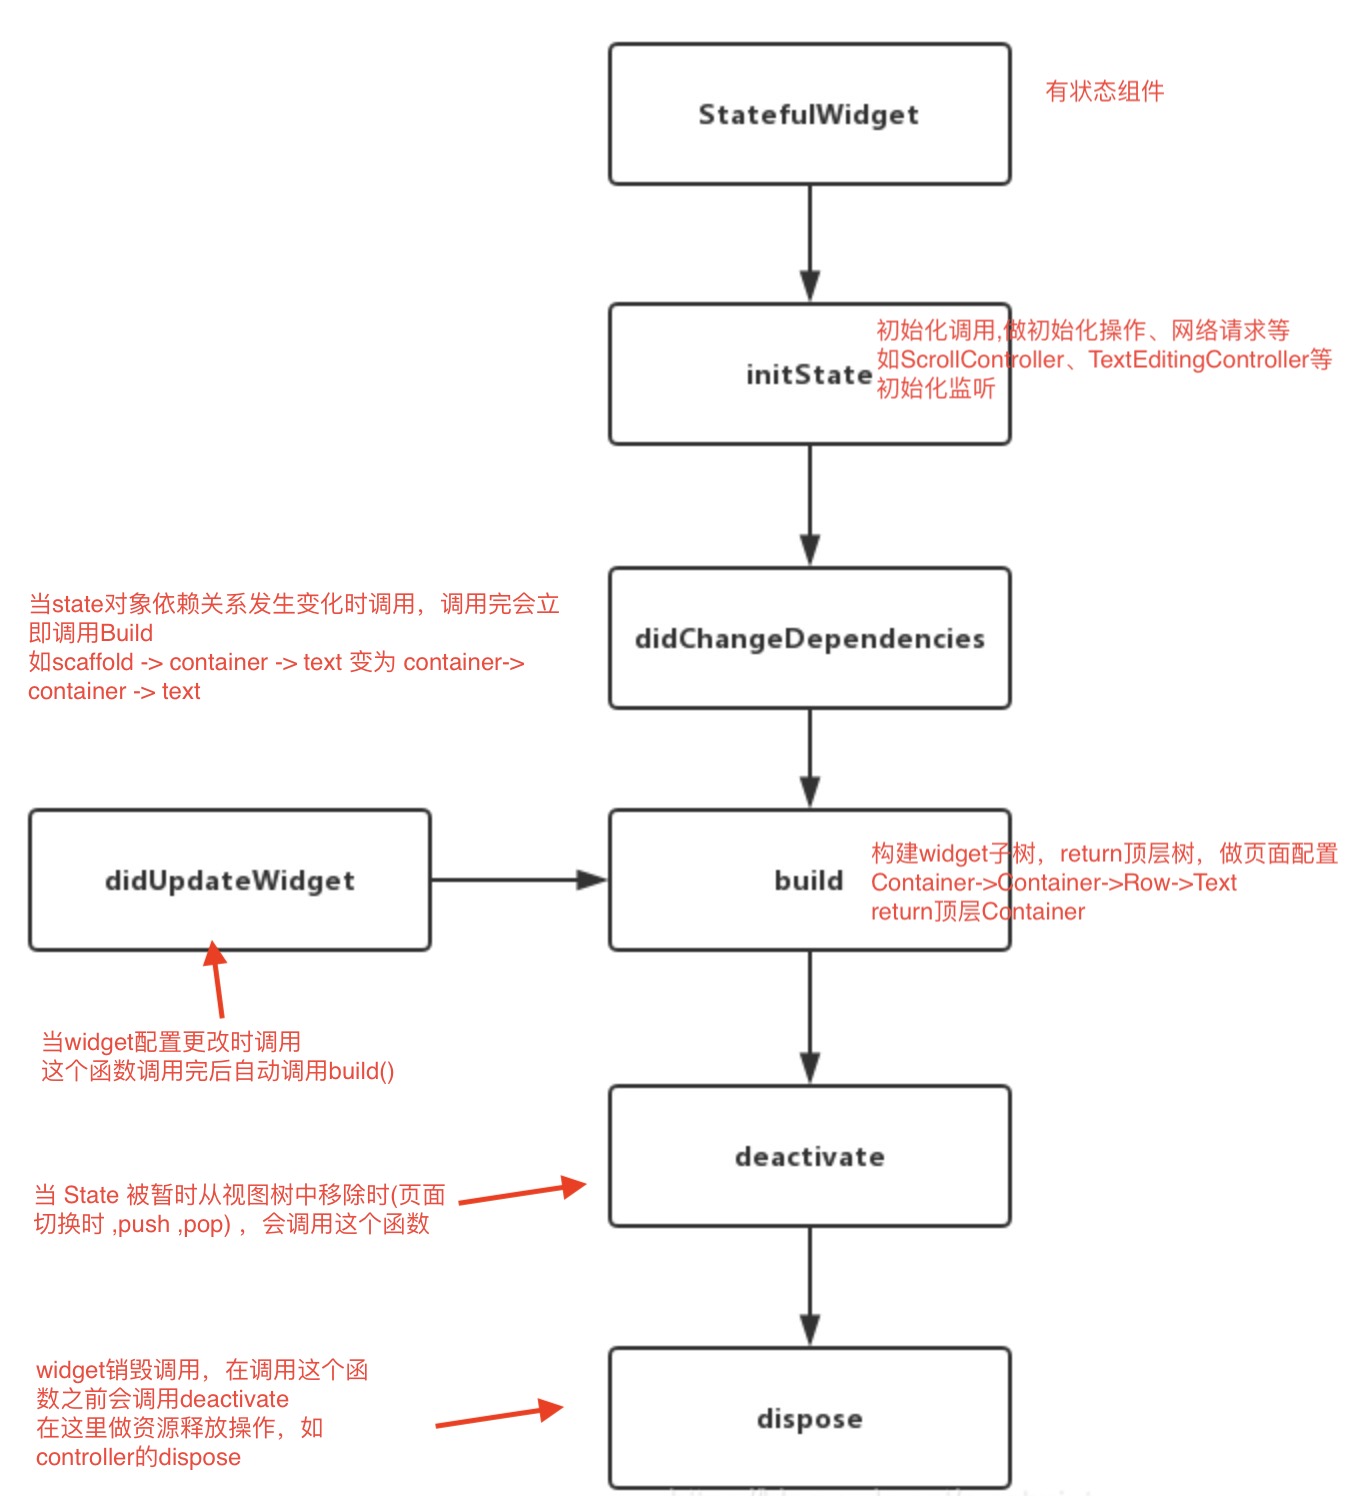 StatefulWidget
有状态组件
initState
初始化调用,做初始化操作、网络请求等
如ScrollController、TextEditingController等
初始化监听
当state对象依赖关系发生变化时调用，调用完会立
即调用Build
如scaffold -> container -> text 变为 container->
container -> text
didChangeDependencies
didUpdateWidget
build
构建widget子树，return顶层树，做页面配置
Container->Container->Row->Text
return顶层Container
当widget配置更改时调用
这个函数调用完后自动调用build()
deactivate
当 State 被暂时从视图树中移除时(页面
切换时 ,push ,pop) ，会调用这个函数
widget销毁调用，在调用这个函
数之前会调用deactivate
在这里做资源释放操作，如
controller的dispose
dispose